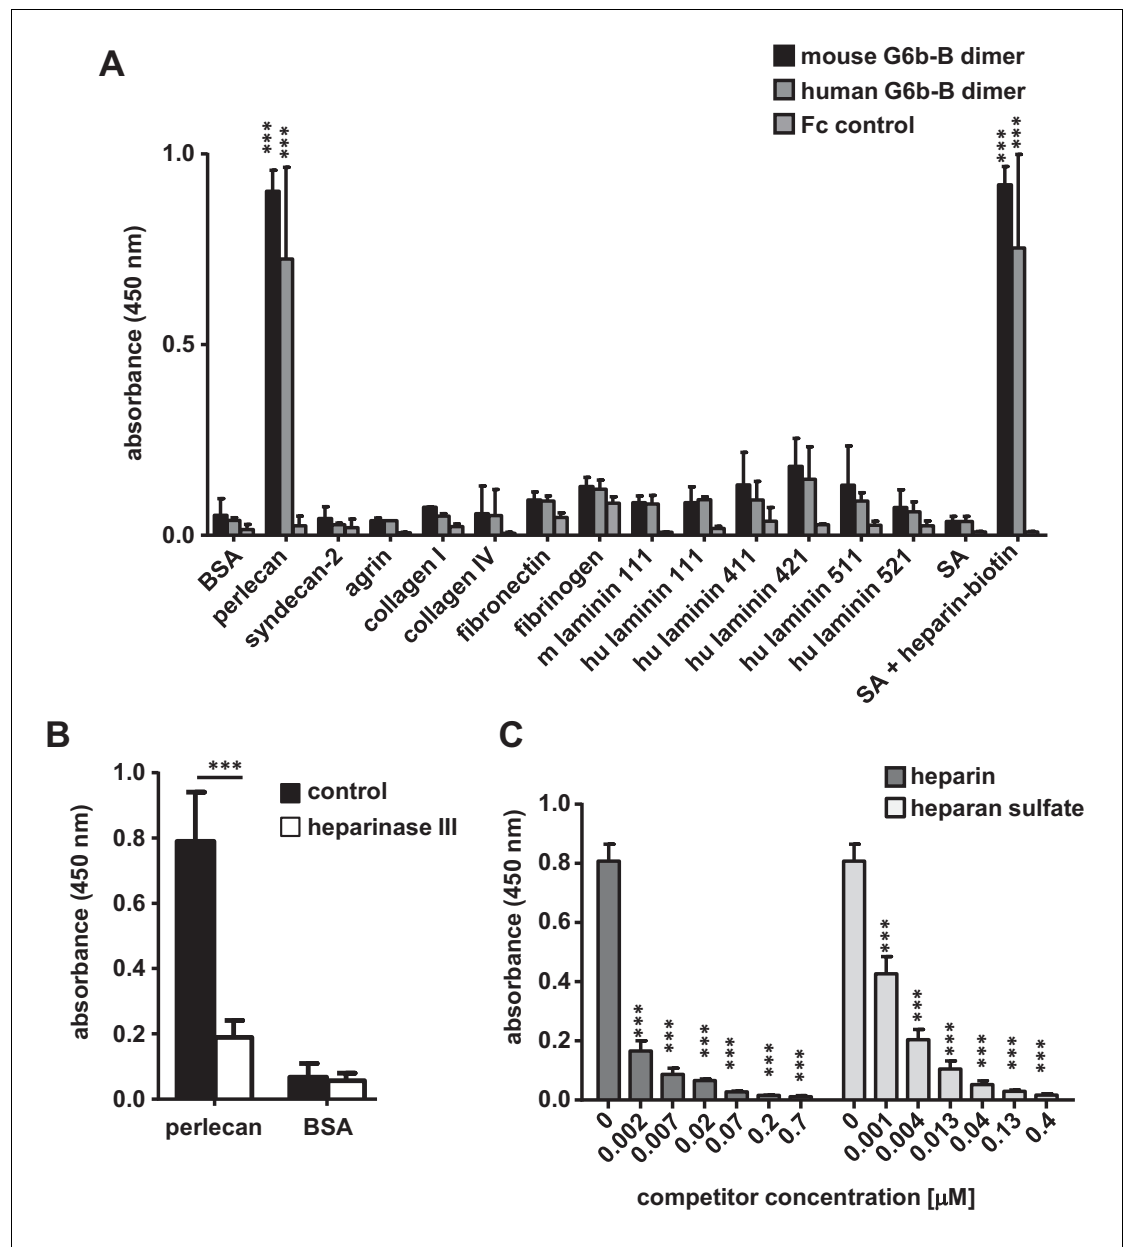 A
mouse G6b-B dimer
human G6b-B dimer
Fc control
absorbance (450 nm)
1.0
0.5
0.0
***
***
***
***
BSA
perlecan
syndecan-2
agrin
collagen I
collagen IV
fibronectin
fibrinogen
m laminin 111
hu laminin 111
hu laminin 411
hu laminin 421
hu laminin 511
hu laminin 521
SA
SA + heparin-biotin
B
control
heparinase III
absorbance (450 nm)
1.0
0.8
0.6
0.4
0.2
0.0
***
perlecan
BSA
C
heparin
heparan sulfate
absorbance (450 nm)
1.0
0.8
0.6
0.4
0.2
0.0
***
***
***
***
***
***
***
***
***
***
***
***
0
0.002
0.007
0.02
0.07
0.2
0.7
0
0.001
0.004
0.013
0.04
0.13
0.4
competitor concentration [μM]